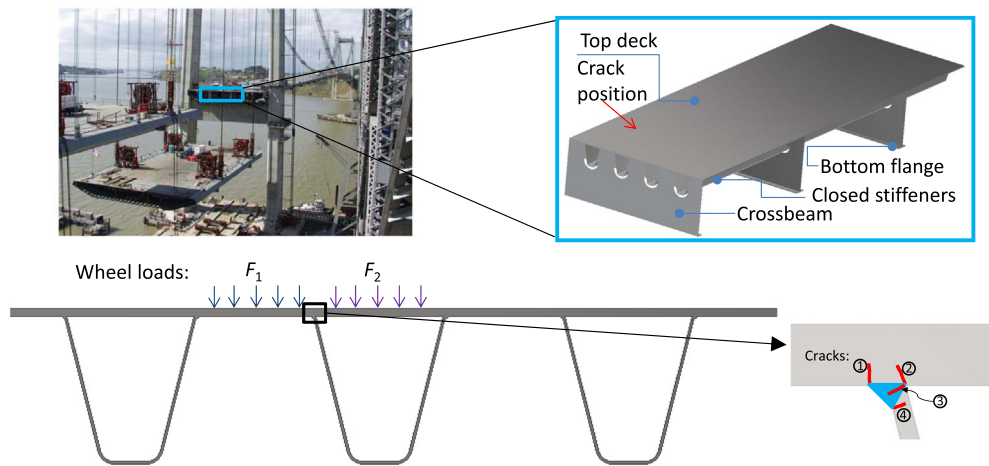 Top deck
Crack
position
Bottom flange
Closed stiffeners
Crossbeam
Wheel loads:
F1
F2
Cracks:
①
②
③
④